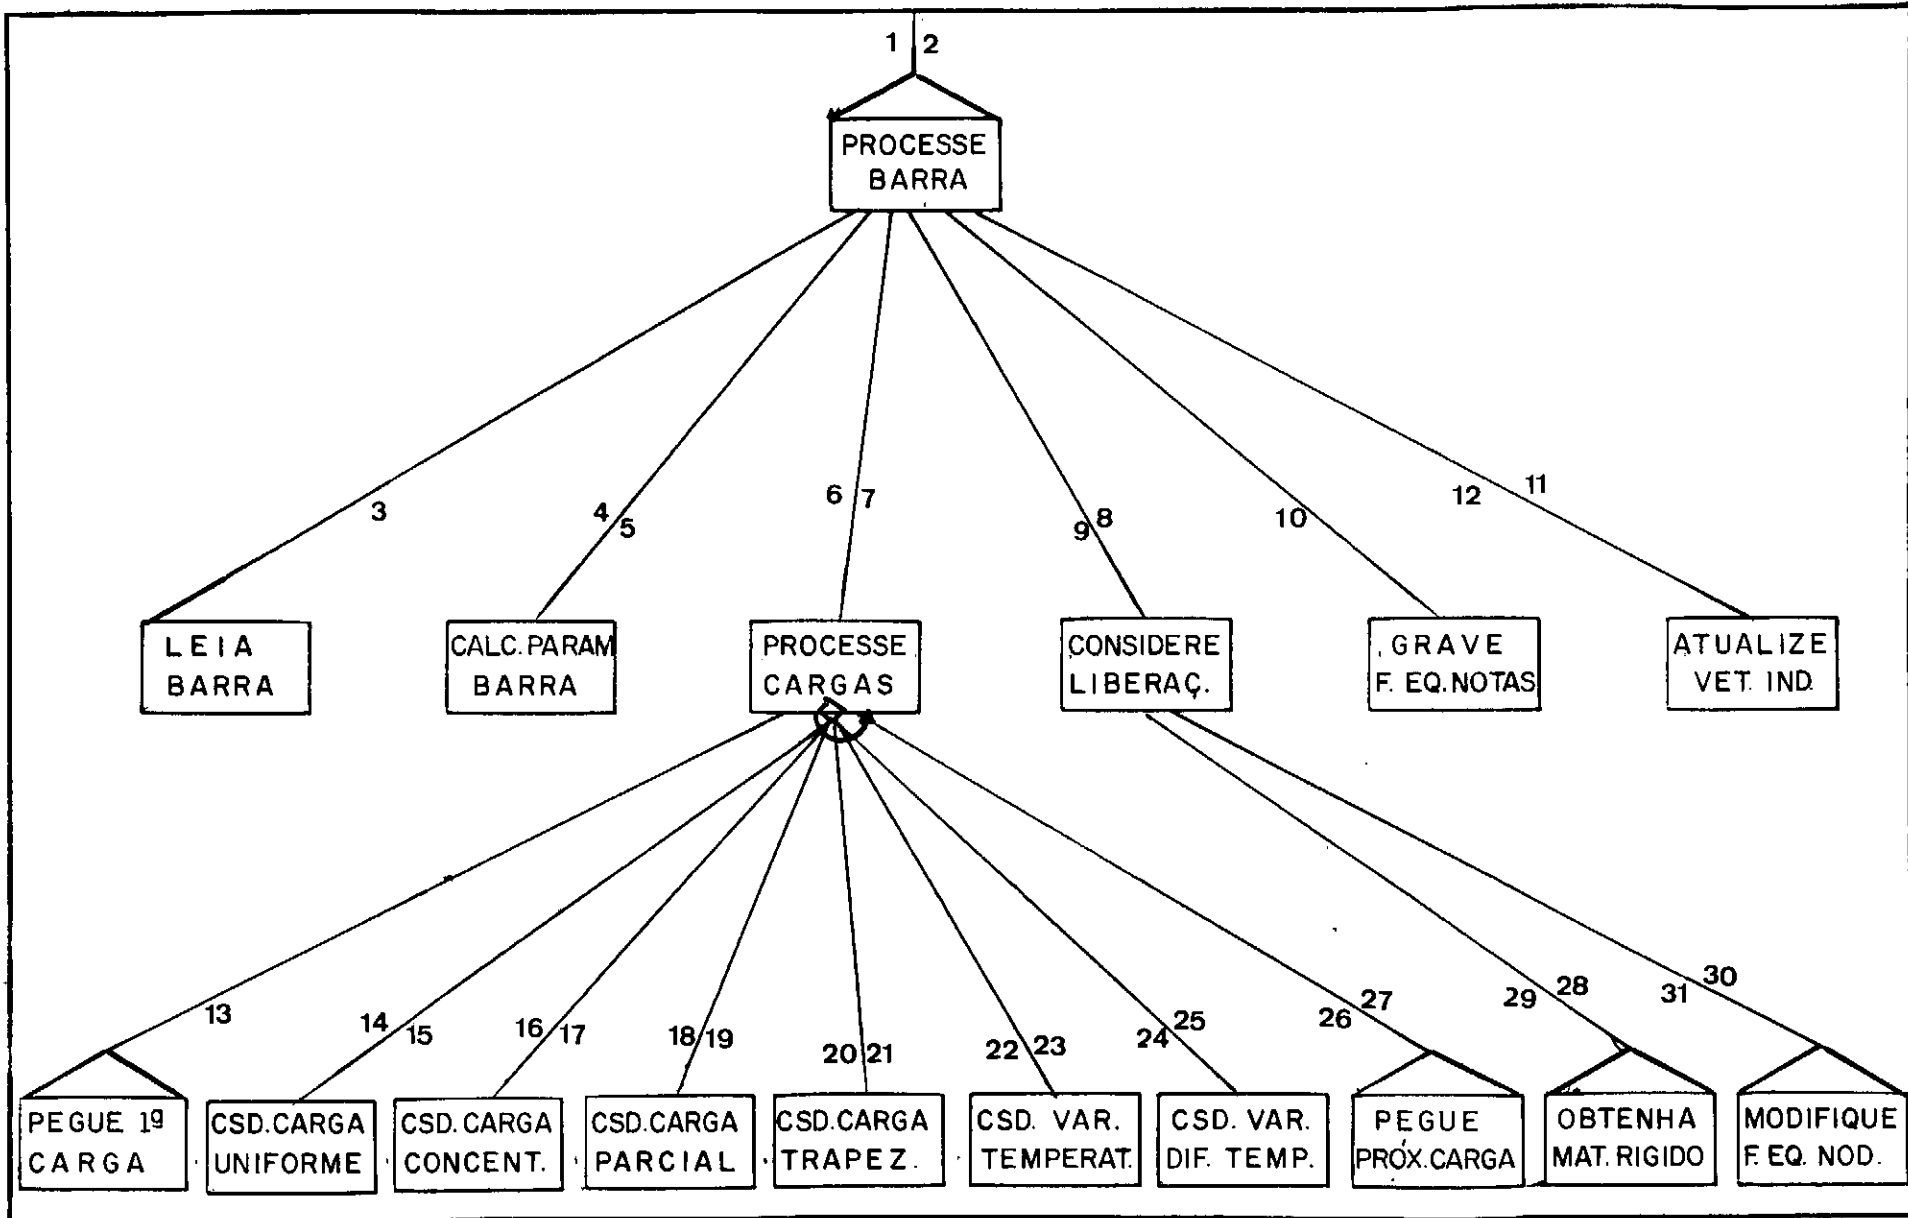 1 2
PROCESSE
BARRA
3
4
5
6
7
9
8
10
12
11
LEIA
BARRA
CALC. PARAM
BARRA
PROCESSE
CARGAS
CONSIDERE
LIBERAÇ.
GRAVE
F. EQ. NOTAS
ATUALIZE
VET. IND.
13
14
15
16
17
18
19
20
21
22
23
24
25
26
27
29
28
31
30
PEGUE 1ª
CARGA
CSD. CARGA
UNIFORME
CSD. CARGA
CONCENT.
CSD. CARGA
PARCIAL
CSD. CARGA
TRAPEZ.
CSD. VAR.
TEMPERAT.
CSD. VAR.
DIF. TEMP.
PEGUE
PRÓX. CARGA
OBTENHA
MAT. RIGIDO
MODIFIQUE
F. EQ. NOD.